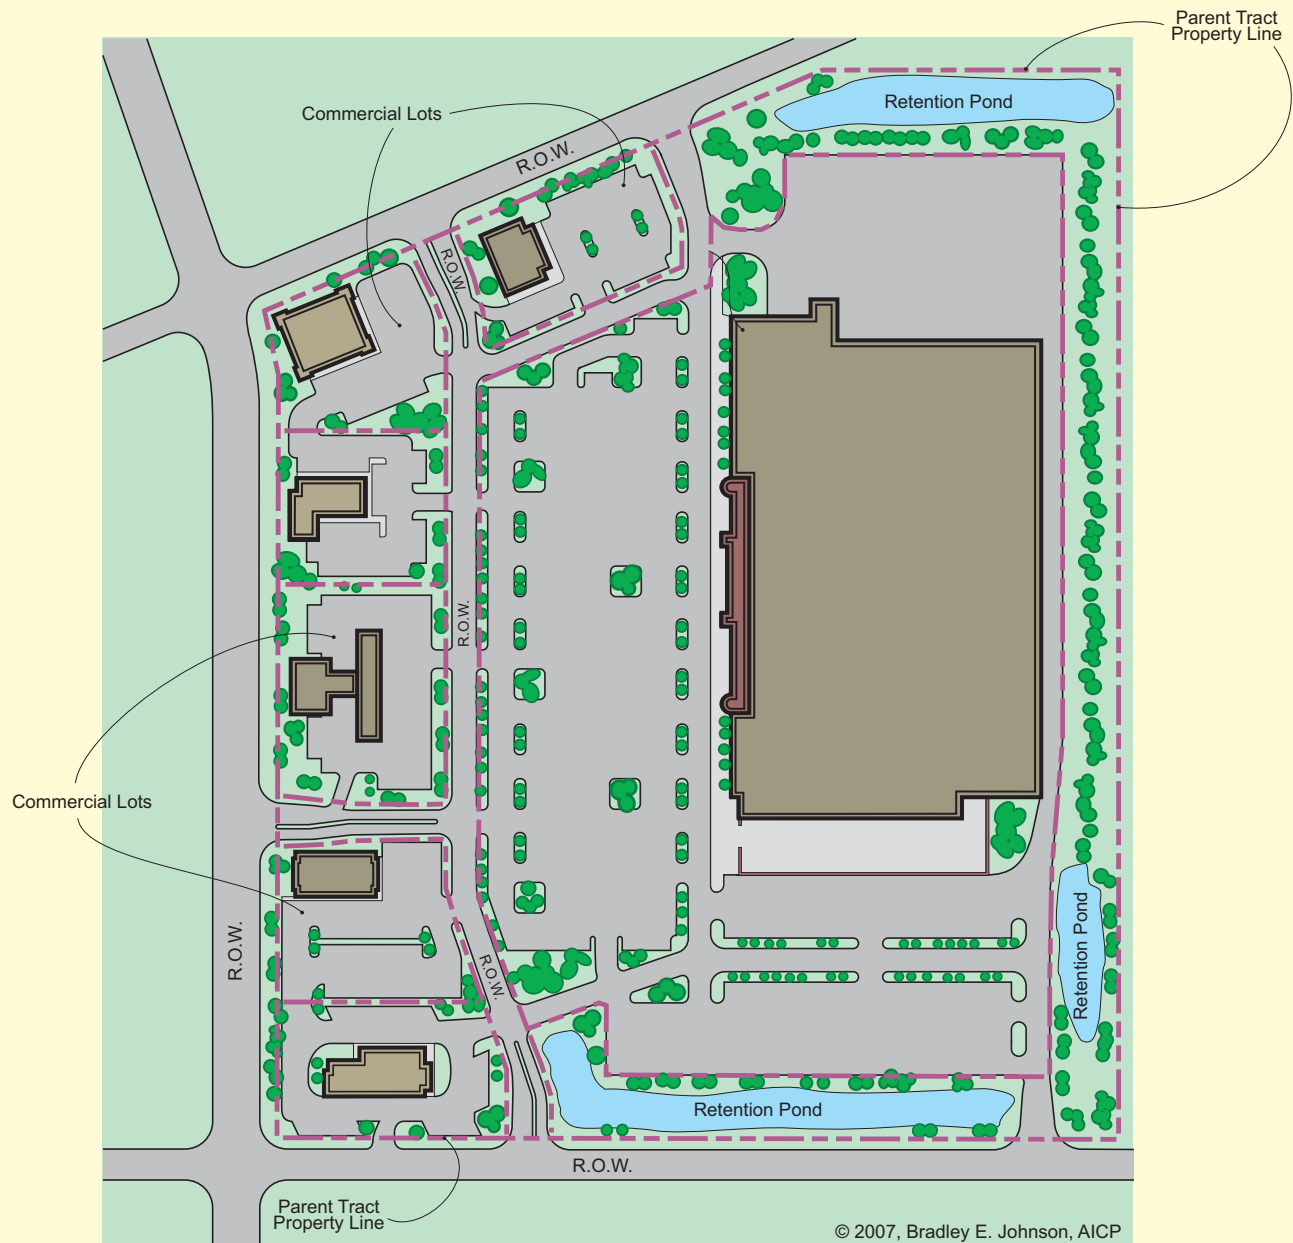 Parent Tract
Property Line
Retention Pond
Commercial Lots
R.O.W.
R.O.W.
R.O.W.
Commercial Lots
R.O.W.
R.O.W.
Retention Pond
Retention Pond
R.O.W.
Parent Tract
Property Line
© 2007, Bradley E. Johnson, AICP